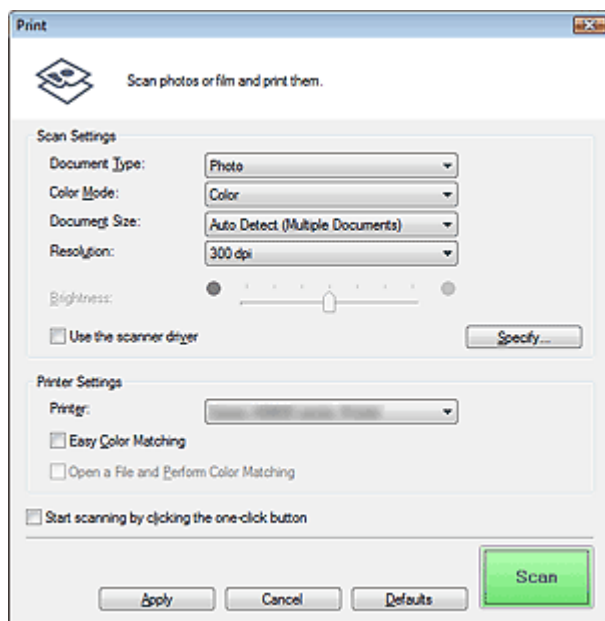 Print
Scan photos or film and print them.
Scan Settings
Document Type: Photo
Color Mode: Color
Document Size: Auto Detect (Multiple Documents)
Resolution: 300 dpi
Brightness:
Use the scanner driver Specify...
Printer Settings
Printer:
Easy Color Matching
Open a File and Perform Color Matching
Start scanning by clicking the one-click button
Scan
Apply Cancel Defaults